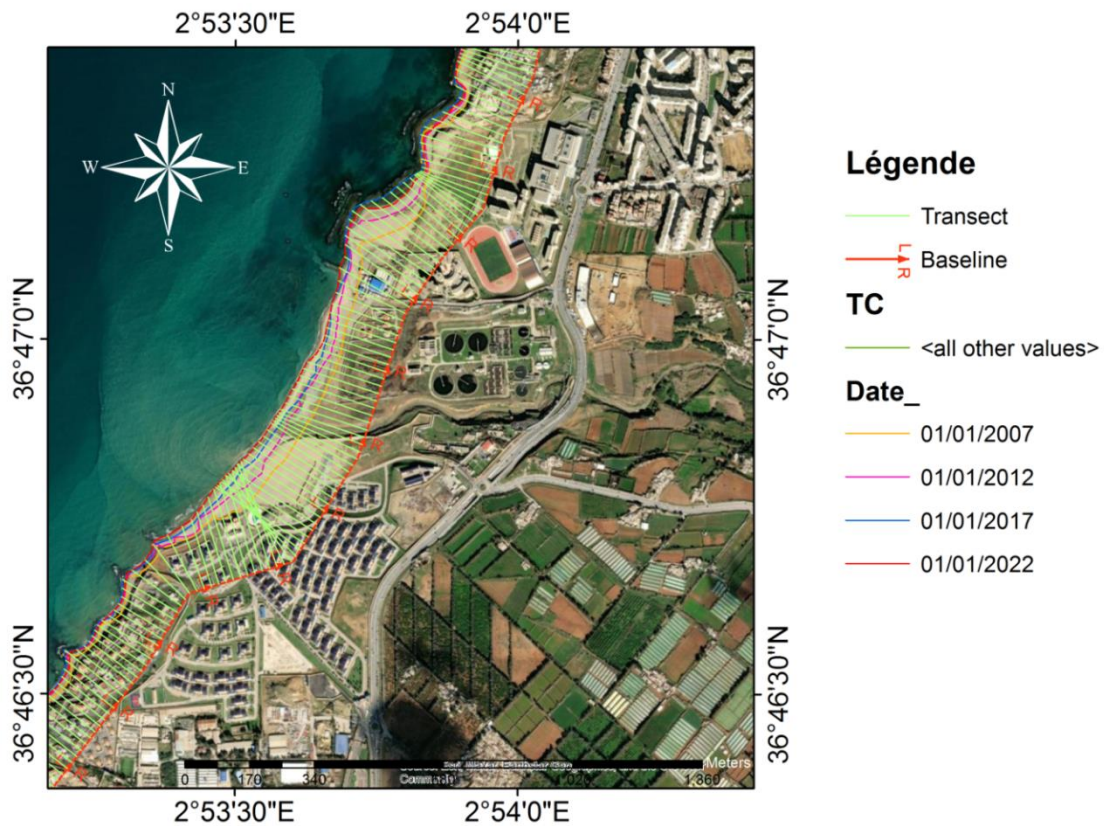 2°53'30"E 2°54'0"E
N
W E
S
R
R
R
R
R
R
R
R
R
R
R
R
36°47'0"N 36°47'0"N
36°46'30"N 36°46'30"N
Meters
0 170 340 1 360
2°53'30"E 2°54'0"E
Légende
Transect
L
R
Baseline
TC
<all other values>
Date_
01/01/2007
01/01/2012
01/01/2017
01/01/2022